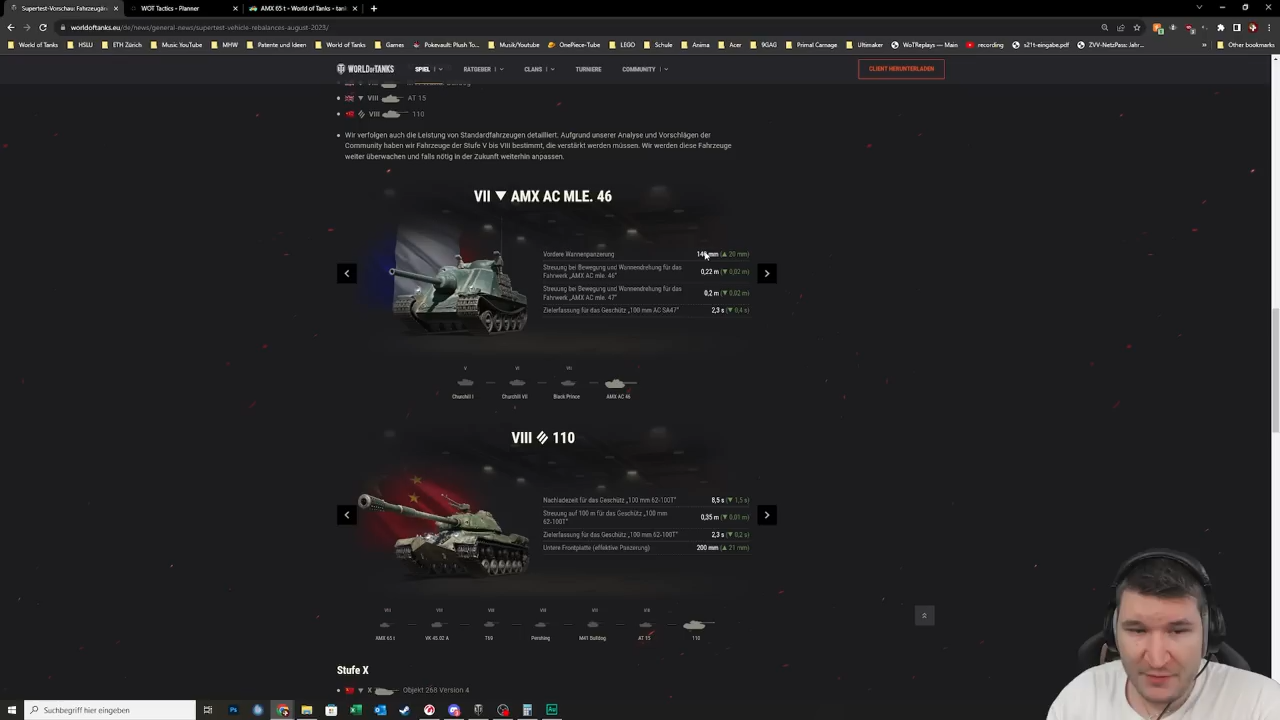 Supertest-Vorschau: Fahrzeugän
WOT Tactics - Planner
AMX 65 t - World of Tanks - tan
worldoftanks.eu/de/news/general-news/supertest-vehicle-rebalances-august-2023/
World of Tanks
HSLU
ETH Zürich
Music YouTube
MHW
Patente und Ideen
World of Tanks
Games
Pokevault: Plush To...
Musik/Youtube
OnePiece-Tube
LEGO
Schule
Anima
Acer
9GAG
Primal Carnage
Ultimaker
WoTReplays — Main
recording
s21t-eingabe.pdf
ZVV-NetzPass: Jahr...
Other bookmarks
WORLD OF TANKS
SPIEL
RATGEBER
CLANS
TURNIERE
COMMUNITY
CLIENT HERUNTERLADEN
VIII AT 15
VIII 110
Wir verfolgen auch die Leistung von Standardfahrzeugen detailliert. Aufgrund unserer Analyse und Vorschlägen der
Community haben wir Fahrzeuge der Stufe V bis VIII bestimmt, die verstärkt werden müssen. Wir werden diese Fahrzeuge
weiter überwachen und falls nötig in der Zukunft weiterhin anpassen.
VII AMX AC MLE. 46
Vordere Wannenpanzerung
mm (▲ 20 mm)
Streuung bei Bewegung und Wannendrehung für das
Fahrwerk „AMX AC mle. 46"
0,22 m (▼ 0,02 m)
Streuung bei Bewegung und Wannendrehung für das
Fahrwerk „AMX AC mle. 47"
0,2 m (▼ 0,02 m)
Zielerfassung für das Geschütz „100 mm AC SA47"
2,3 s (▼ 0,4 s)
V
VI
VII
Churchill I
Churchill VII
Black Prince
AMX AC 46
VIII 110
Nachladezeit für das Geschütz „100 mm 62-100T"
8,5 s (▼ 1,5 s)
Streuung auf 100 m für das Geschütz „100 mm
62-100T"
0,35 m (▼ 0,01 m)
Zielerfassung für das Geschütz „100 mm 62-100T"
2,3 s (▼ 0,2 s)
Untere Frontplatte (effektive Panzerung)
200 mm (▲ 21 mm)
VIII
VIII
VIII
VIII
VIII
VIII
AMX 65 t
VK 45.02 A
T69
Pershing
M41 Bulldog
AT 15
110
Stufe X
X Objekt 268 Version 4
Suchbegriff hier eingeben